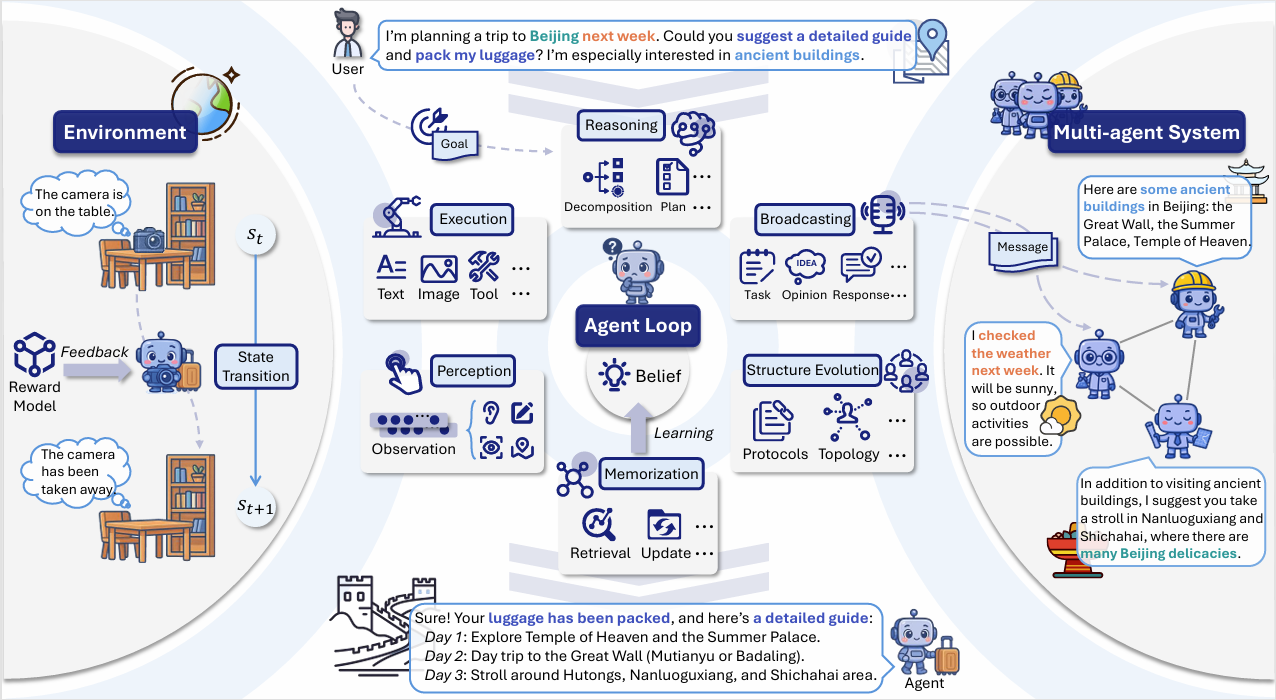 I'm planning a trip to Beijing next week. Could you suggest a detailed guide
and pack my luggage? I'm especially interested in ancient buildings.
User
Goal
Environment
The camera is
on the table.
s_t
Reward
Model
Feedback
State
Transition
The camera
has been
taken away.
s_{t+1}
Reasoning
Decomposition
Plan
...
...
Execution
Text
Image
Tool
...
...
Broadcasting
IDEA
Task
Opinion
Response
...
...
?
Agent Loop
Belief
Learning
Perception
Observation
...
Structure Evolution
Protocols
Topology
...
...
Memorization
Retrieval
Update
...
...
Multi-agent System
Message
Here are some ancient
buildings in Beijing: the
Great Wall, the Summer
Palace, Temple of Heaven.
I checked
the weather
next week. It
will be sunny,
so outdoor
activities
are possible.
In addition to visiting ancient
buildings, I suggest you take
a stroll in Nanluoguxiang and
Shichahai, where there are
many Beijing delicacies.
Sure! Your luggage has been packed, and here's a detailed guide:
Day 1: Explore Temple of Heaven and the Summer Palace.
Day 2: Day trip to the Great Wall (Mutianyu or Badaling).
Day 3: Stroll around Hutongs, Nanluoguxiang, and Shichahai area.
Agent